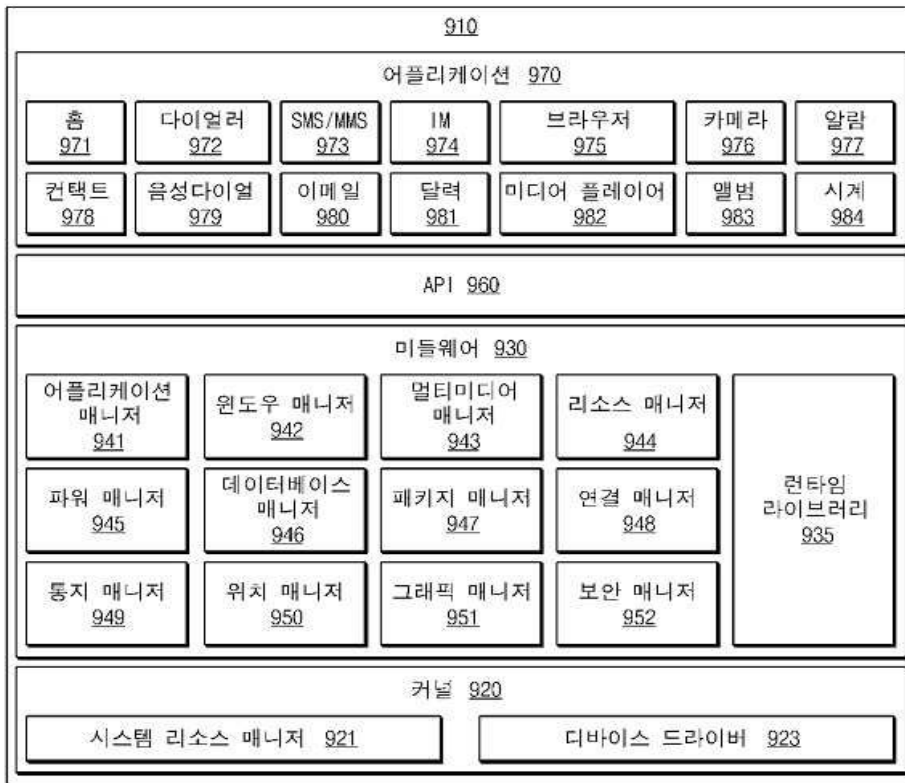 910
어플리케이션 970
홈
971
다이얼러
972
SMS/MMS
973
IM
974
브라우저
975
카메라
976
알람
977
컨택트
978
음성다이얼
979
이메일
980
달력
981
미디어 플레이어
982
앨범
983
시계
984
API 960
미들웨어 930
어플리케이션
매니저
941
윈도우 매니저
942
멀티미디어
매니저
943
리소스 매니저
944
파워 매니저
945
데이터베이스
매니저
946
패키지 매니저
947
연결 매니저
948
통지 매니저
949
위치 매니저
950
그래픽 매니저
951
보안 매니저
952
런타임
라이브러리
935
커널 920
시스템 리소스 매니저 921
디바이스 드라이버 923